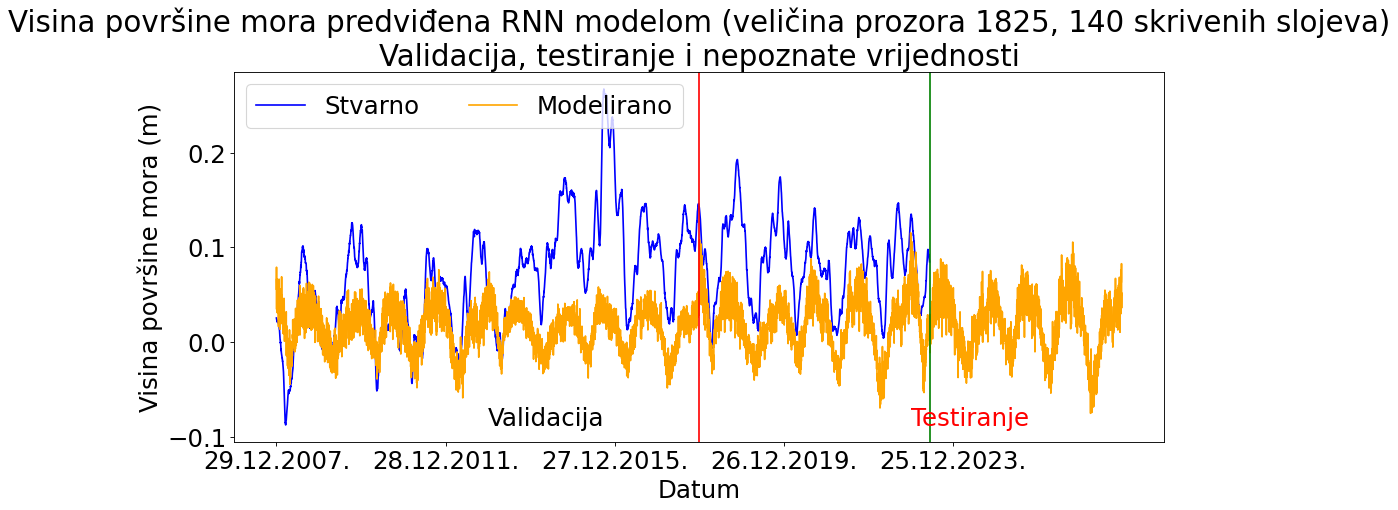 Visina površine mora predviđena RNN modelom (veličina prozora 1825, 140 skrivenih slojeva)
Validacija, testiranje i nepoznate vrijednosti
Stvarno
Modelirano
Visina površine mora (m)
0.2
0.1
0.0
−0.1
Validacija
Testiranje
29.12.2007.
28.12.2011.
27.12.2015.
26.12.2019.
25.12.2023.
Datum